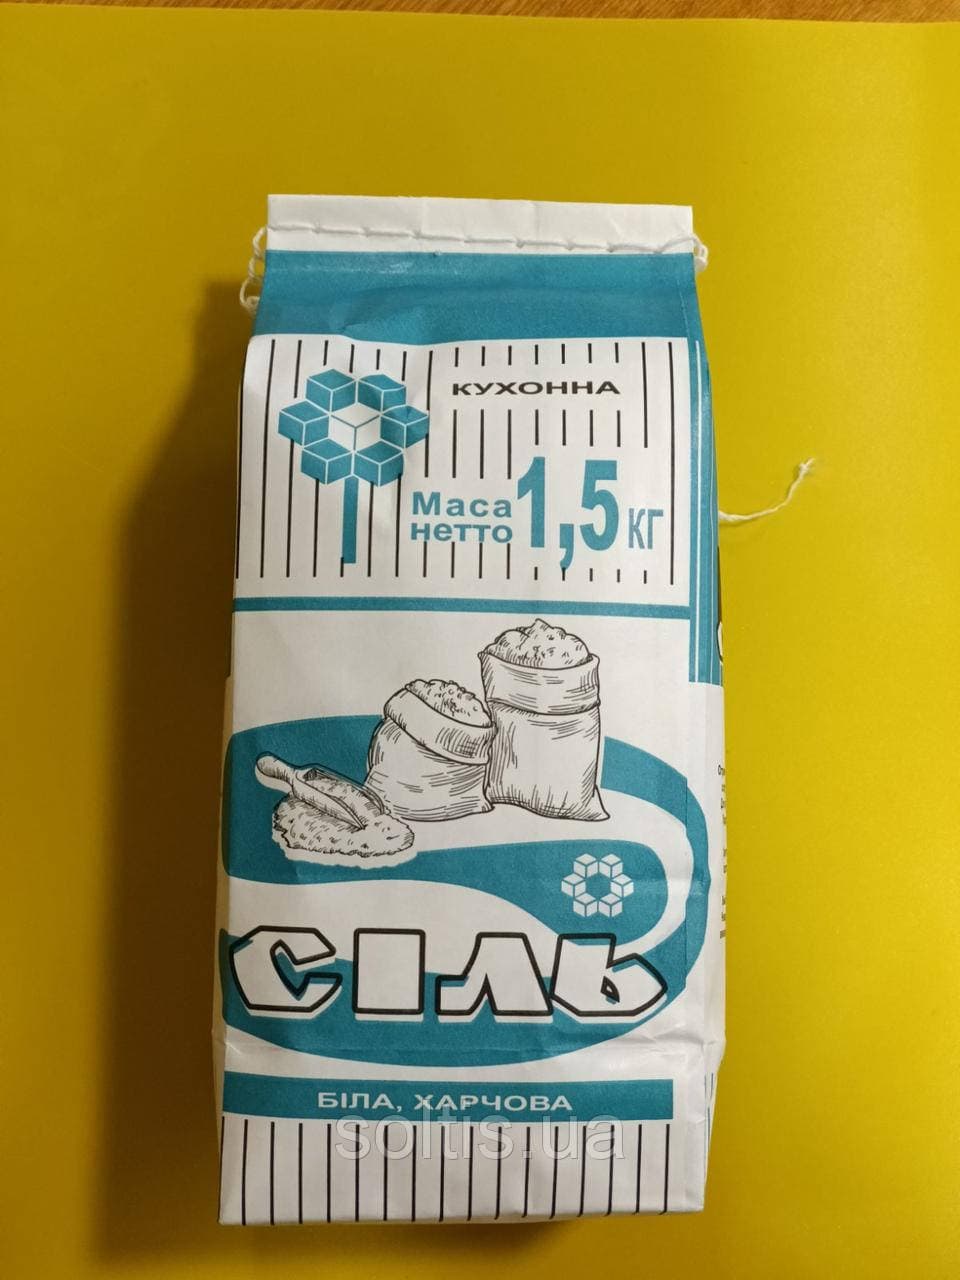 КУХОННА
Маса
нетто 1,5 кг
СІЛЬ
БІЛА, ХАРЧОВА
soltis.ua